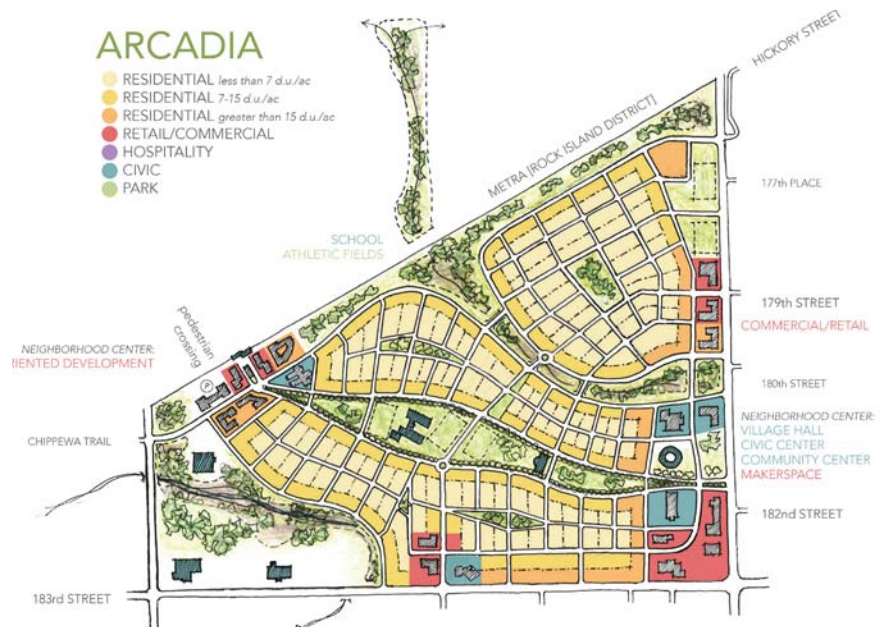 ARCADIA
RESIDENTIAL less than 7 d.u./ac
RESIDENTIAL 7-15 d.u./ac
RESIDENTIAL greater than 15 d.u./ac
RETAIL/COMMERCIAL
HOSPITALITY
CIVIC
PARK
HICKORY STREET
METRA [ROCK ISLAND DISTRICT]
177th PLACE
SCHOOL
ATHLETIC FIELDS
pedestrian
crossing
179th STREET
COMMERCIAL/RETAIL
NEIGHBORHOOD CENTER:
RIENTED DEVELOPMENT
P
180th STREET
CHIPPEWA TRAIL
NEIGHBORHOOD CENTER:
VILLAGE HALL
CIVIC CENTER
COMMUNITY CENTER
MAKERSPACE
182nd STREET
183rd STREET